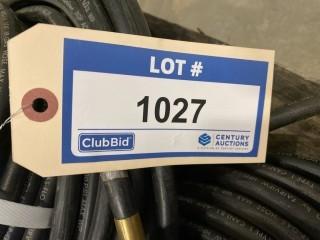 LOT #
1027
ClubBid
CENTURY
AUCTIONS